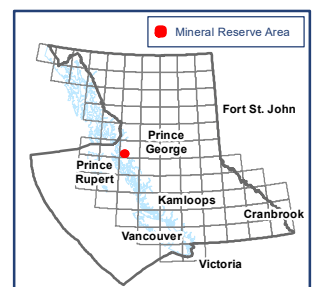 Mineral Reserve Area
Fort St. John
Prince
George
Prince
Rupert
Kamloops
Cranbrook
Vancouver
Victoria